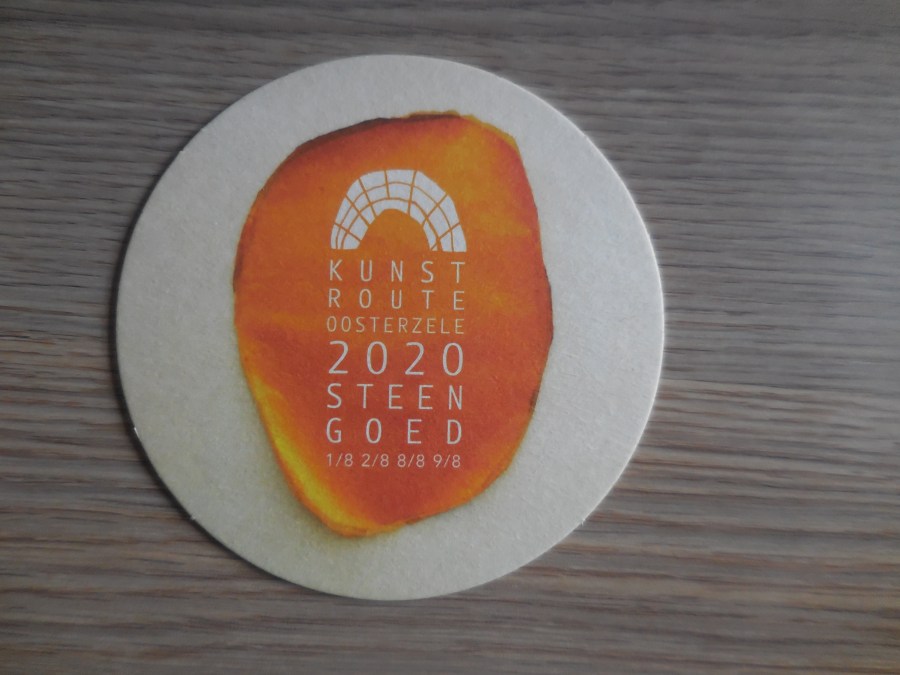 KUNST
ROUTE
OOSTERZELE
2020
STEEN
GOED
1/8 2/8 8/8 9/8